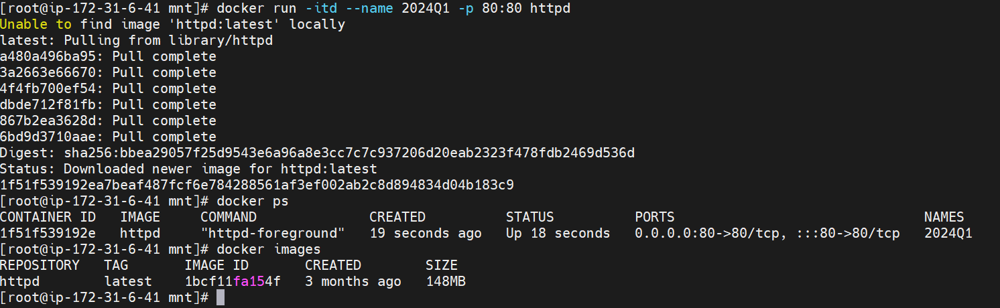 [root@ip-172-31-6-41 mnt]# docker run -itd --name 2024Q1 -p 80:80 httpd
Unable to find image 'httpd:latest' locally
latest: Pulling from library/httpd
a480a496ba95: Pull complete
3a2663e66670: Pull complete
4f4fb700ef54: Pull complete
dbde712f81fb: Pull complete
867b2ea3628d: Pull complete
6bd9d3710aae: Pull complete
Digest: sha256:bbea29057f25d9543e6a96a8e3cc7c7c937206d20eab2323f478fdb2469d536d
Status: Downloaded newer image for httpd:latest
1f51f539192ea7beaf487fcf6e784288561af3ef002ab2c8d894834d04b183c9
[root@ip-172-31-6-41 mnt]# docker ps
CONTAINER ID   IMAGE     COMMAND              CREATED          STATUS          PORTS                               NAMES
1f51f539192e   httpd     "httpd-foreground"   19 seconds ago   Up 18 seconds   0.0.0.0:80->80/tcp, :::80->80/tcp   2024Q1
[root@ip-172-31-6-41 mnt]# docker images
REPOSITORY   TAG       IMAGE ID       CREATED        SIZE
httpd        latest    1bcf11fa154f   3 months ago   148MB
[root@ip-172-31-6-41 mnt]#